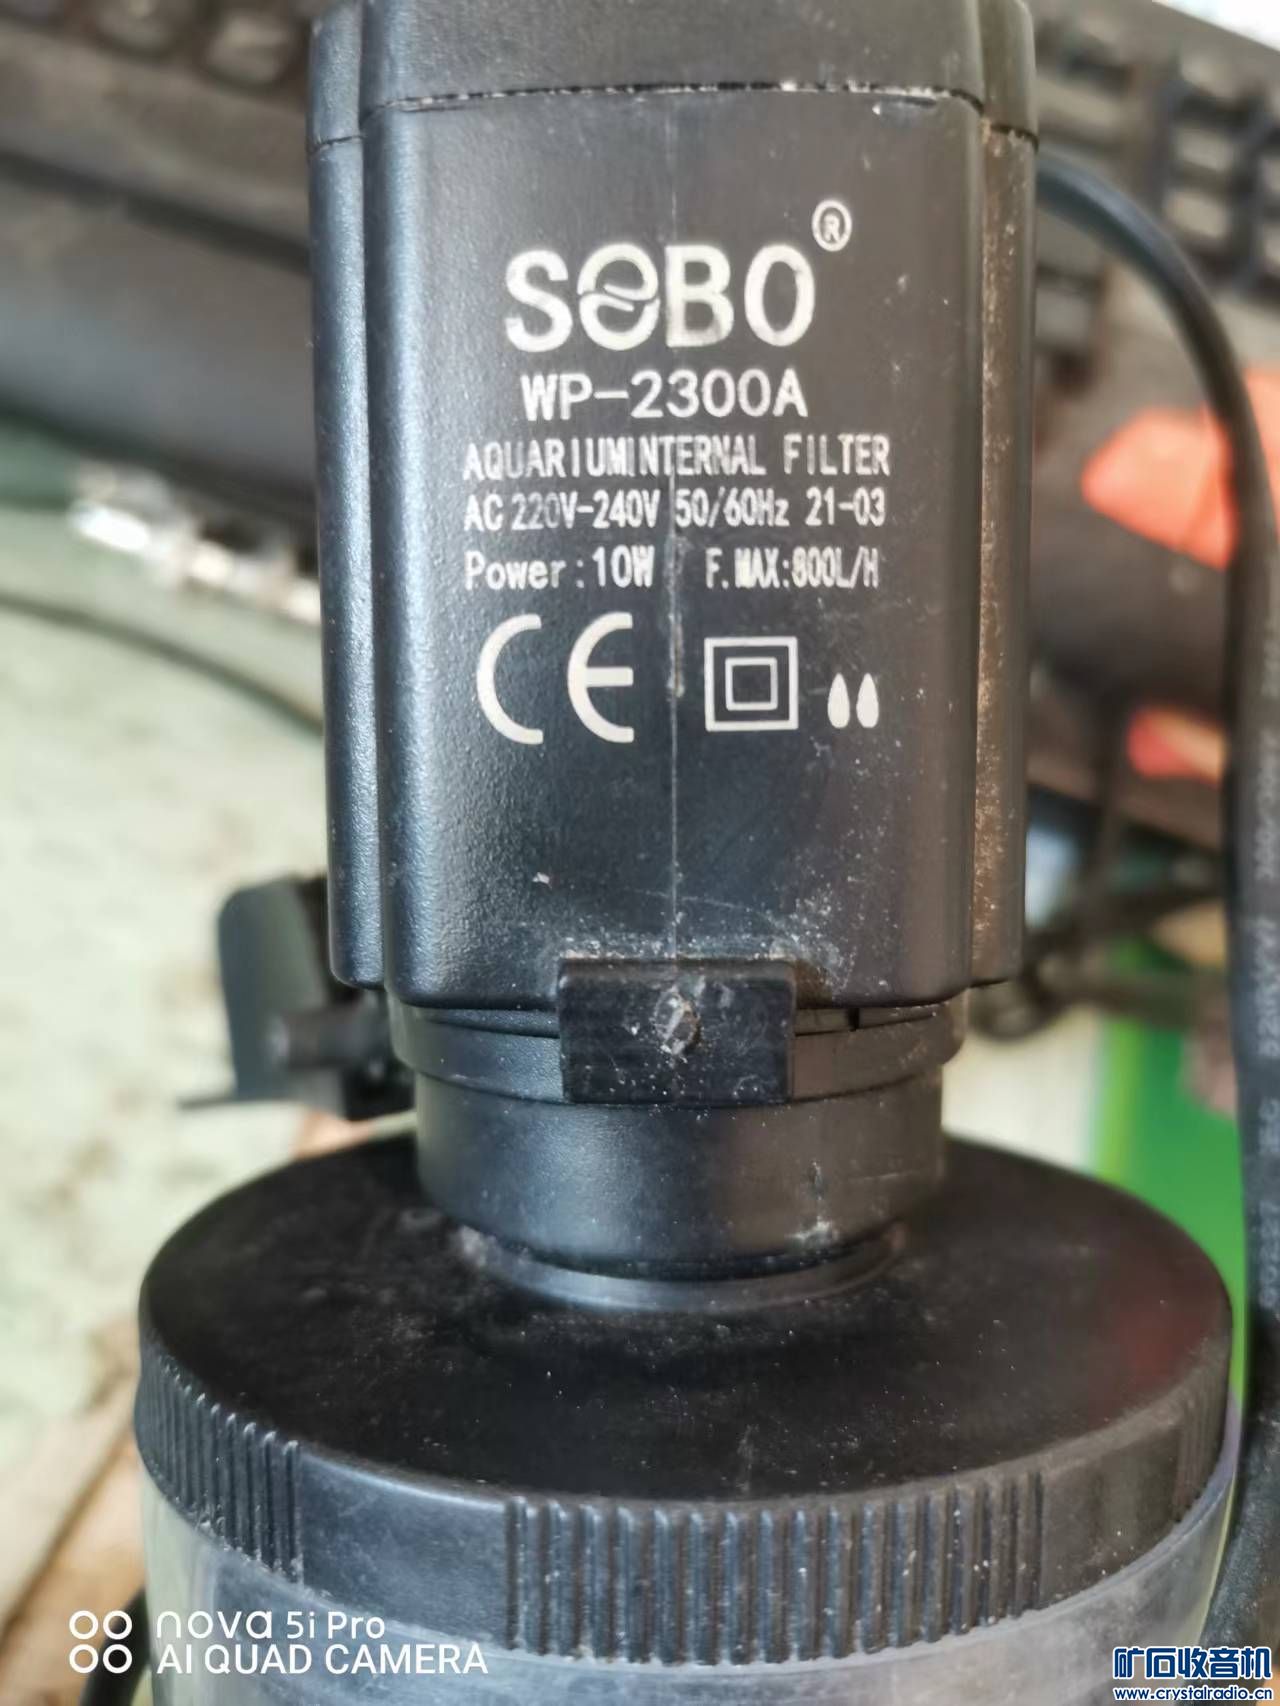 SOBO®
WP-2300A
AQUARIUMINTERNAL FILTER
AC 220V-240V 50/60Hz 21-03
Power: 10W F.MAX:800L/H
CE
nova 5i Pro
AI QUAD CAMERA
矿石收音机
www.crystalradio.cn